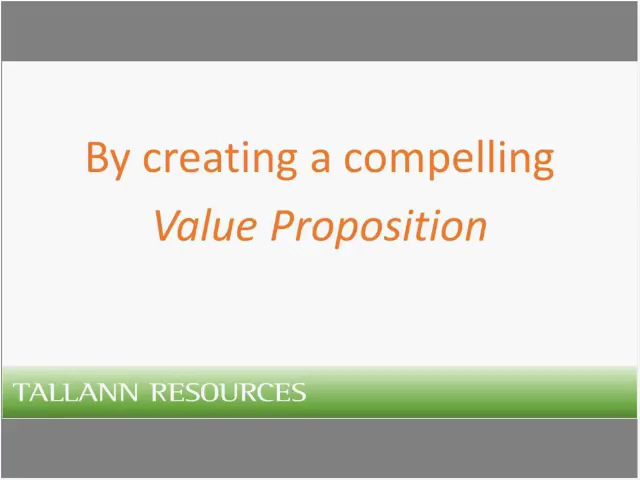 By creating a compelling
Value Proposition
TALLANN RESOURCES